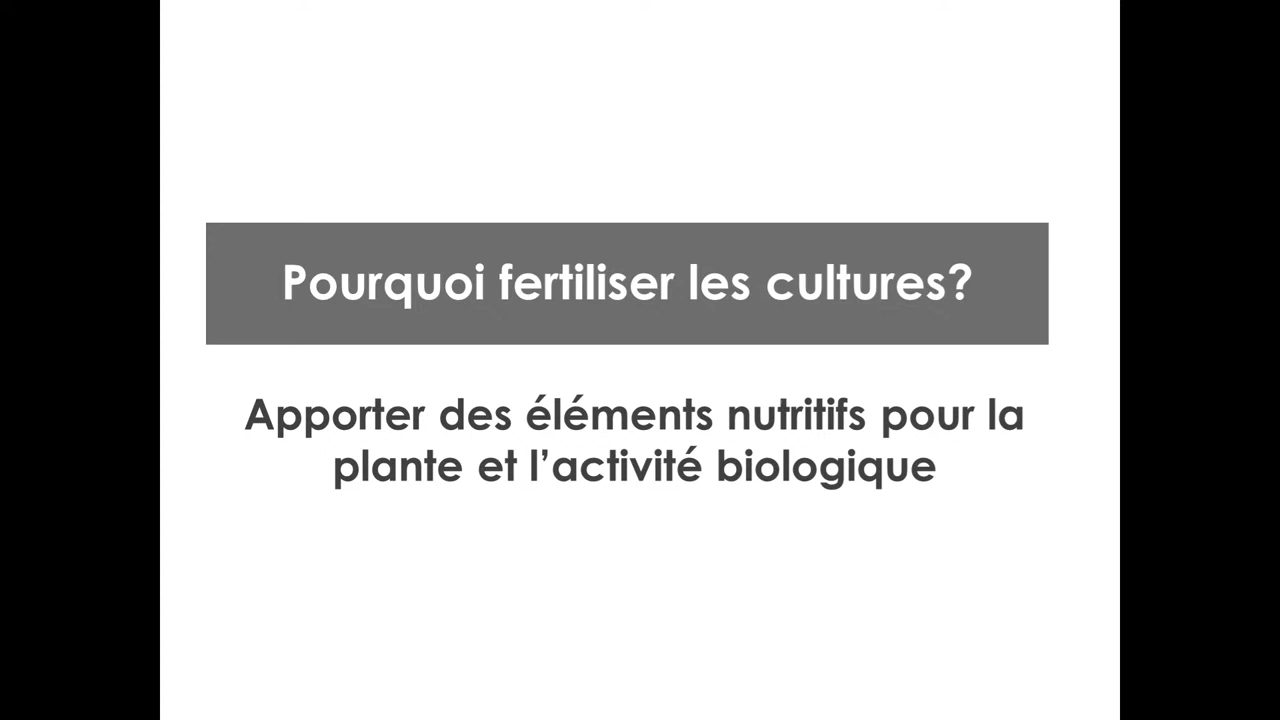 Pourquoi fertiliser les cultures?
Apporter des éléments nutritifs pour la
plante et l’activité biologique